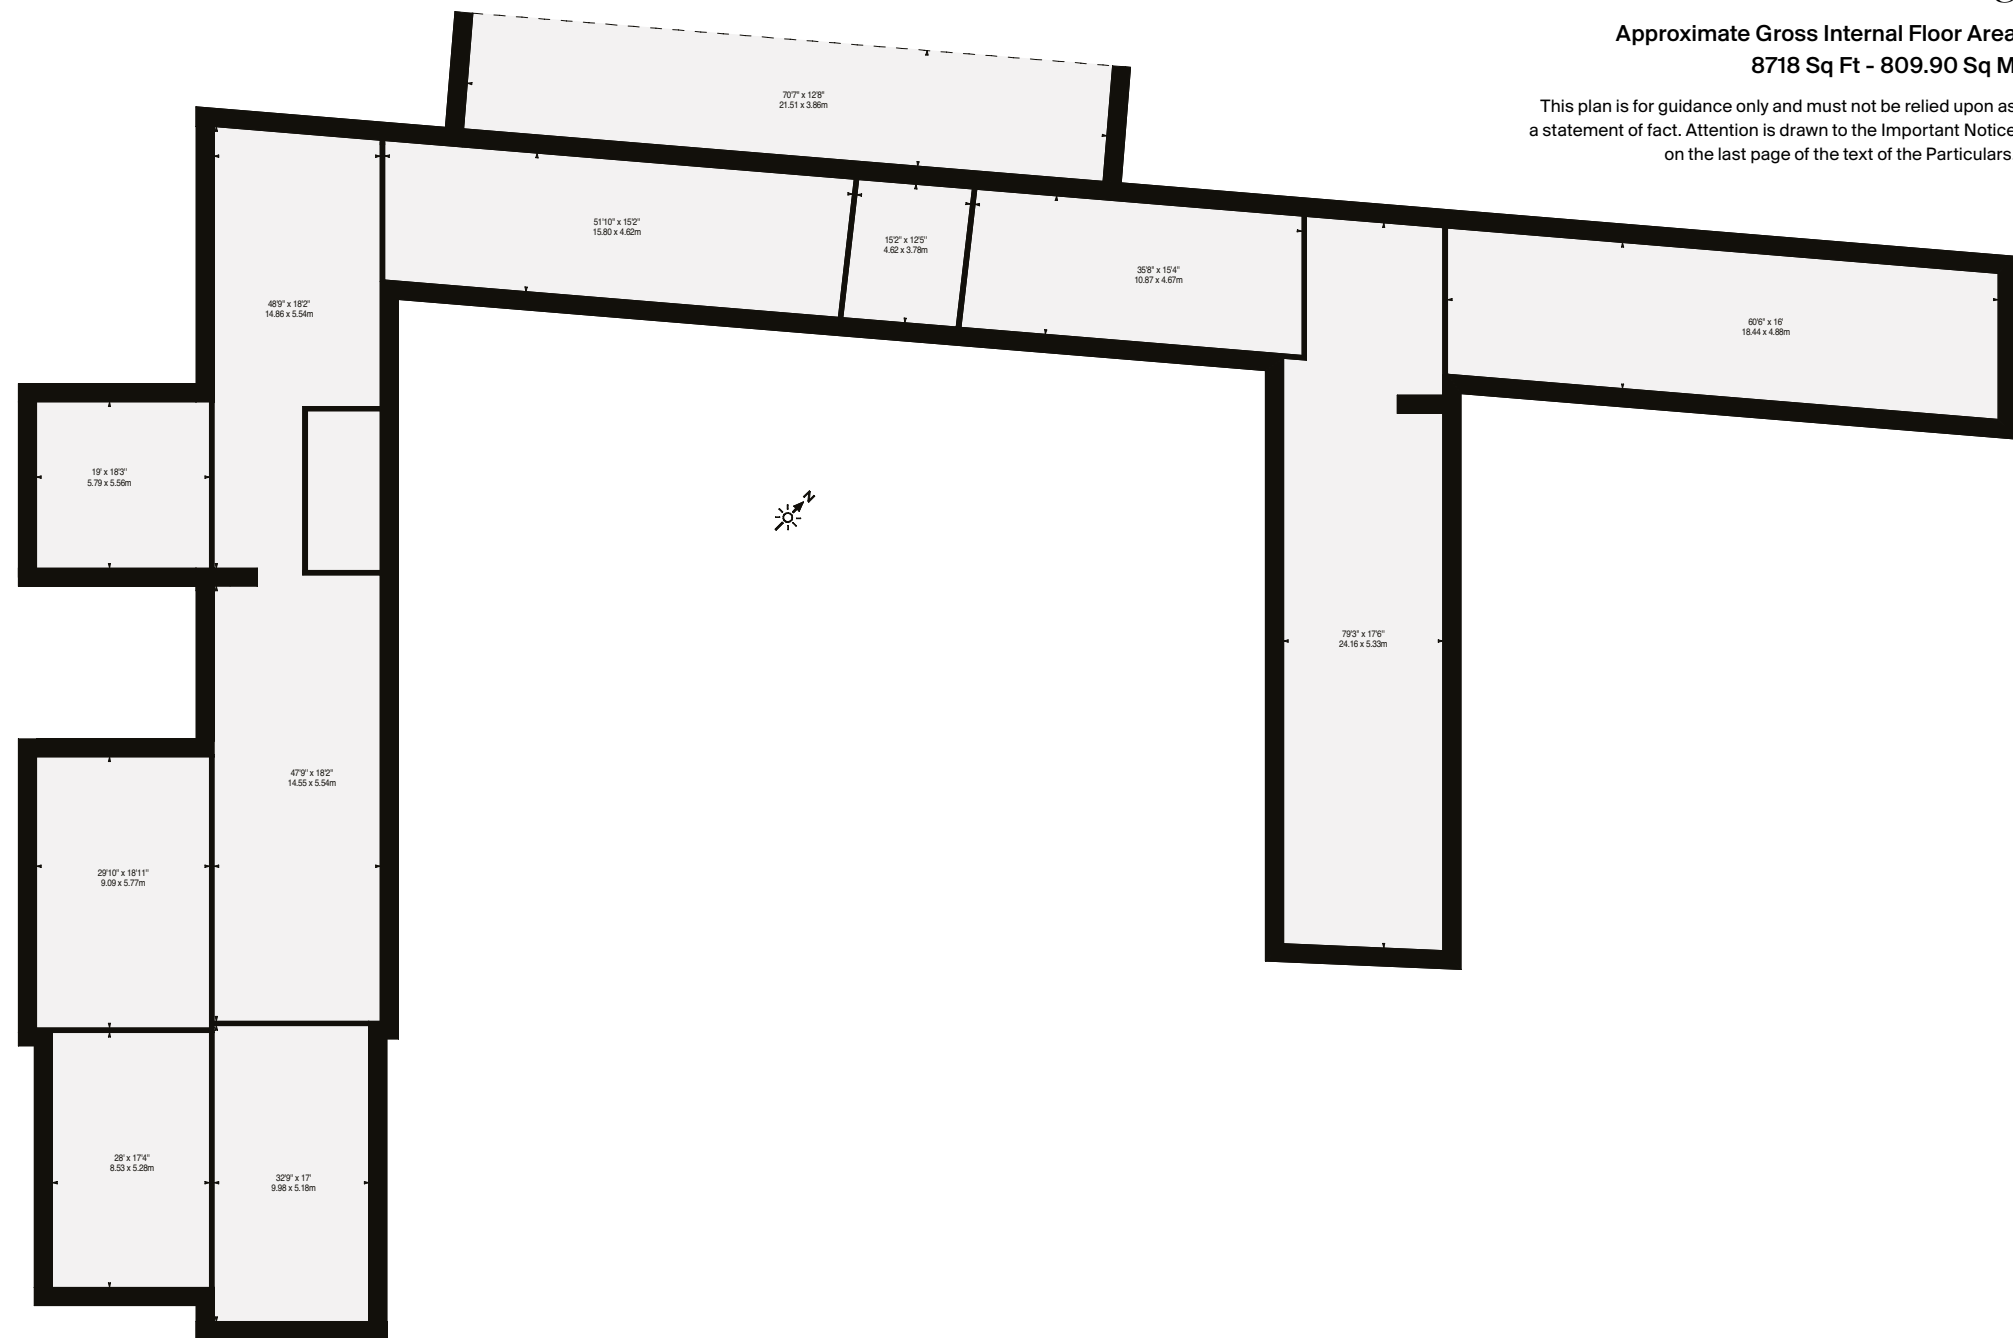 Approximate Gross Internal Floor Area
8718 Sq Ft - 809.90 Sq M
This plan is for guidance only and must not be relied upon as
a statement of fact. Attention is drawn to the Important Notice
on the last page of the text of the Particulars.
70'7" x 12'8"
21.51 x 3.86m
51'10" x 15'2"
15.80 x 4.62m
15'2" x 12'5"
4.62 x 3.78m
35'8" x 15'4"
10.87 x 4.67m
48'9" x 18'2"
14.86 x 5.54m
60'6" x 16'
18.44 x 4.88m
19' x 18'3"
5.79 x 5.56m
N
79'3" x 17'6"
24.16 x 5.33m
47'9" x 18'2"
14.55 x 5.54m
29'10" x 18'11"
9.09 x 5.77m
28' x 17'4"
8.53 x 5.28m
32'9" x 17'
9.98 x 5.18m